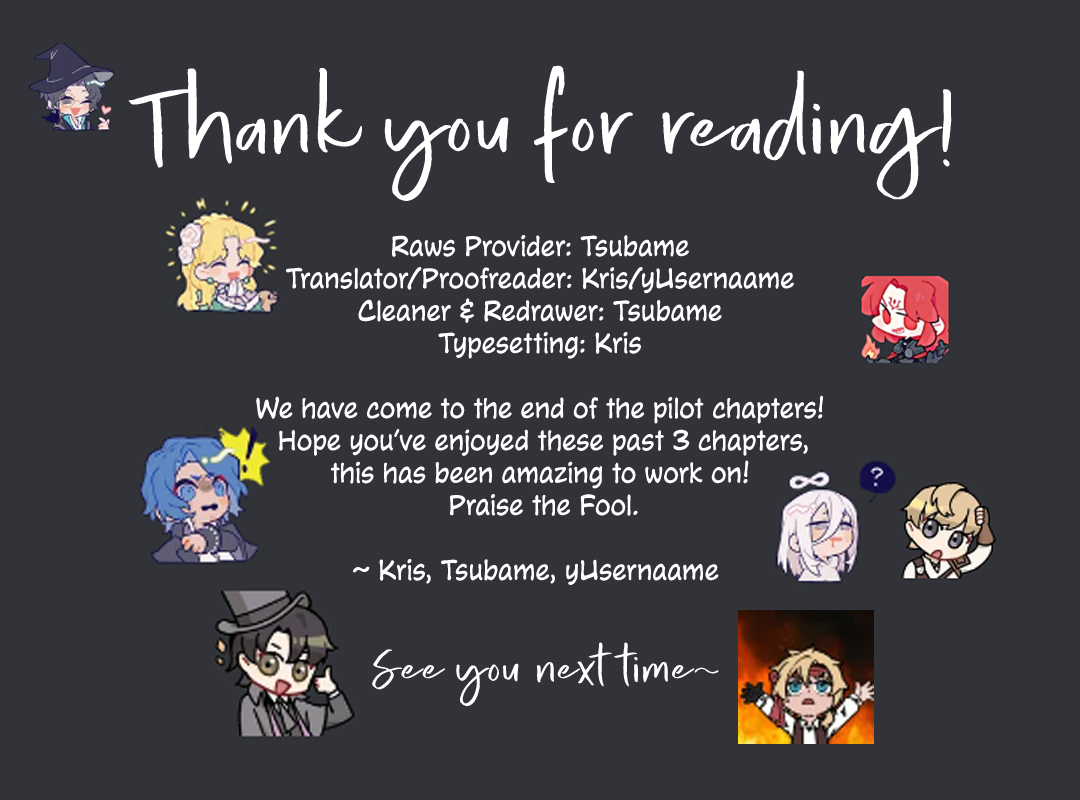 Thank you for reading!
Raws Provider: Tsubame
Translator/Proofreader: Kris/yUsernaame
Cleaner & Redrawer: Tsubame
Typesetting: Kris
We have come to the end of the pilot chapters!
Hope you've enjoyed these past 3 chapters,
this has been amazing to work on!
Praise the Fool.
?
~ Kris, Tsubame, yUsernaame
See you next time~